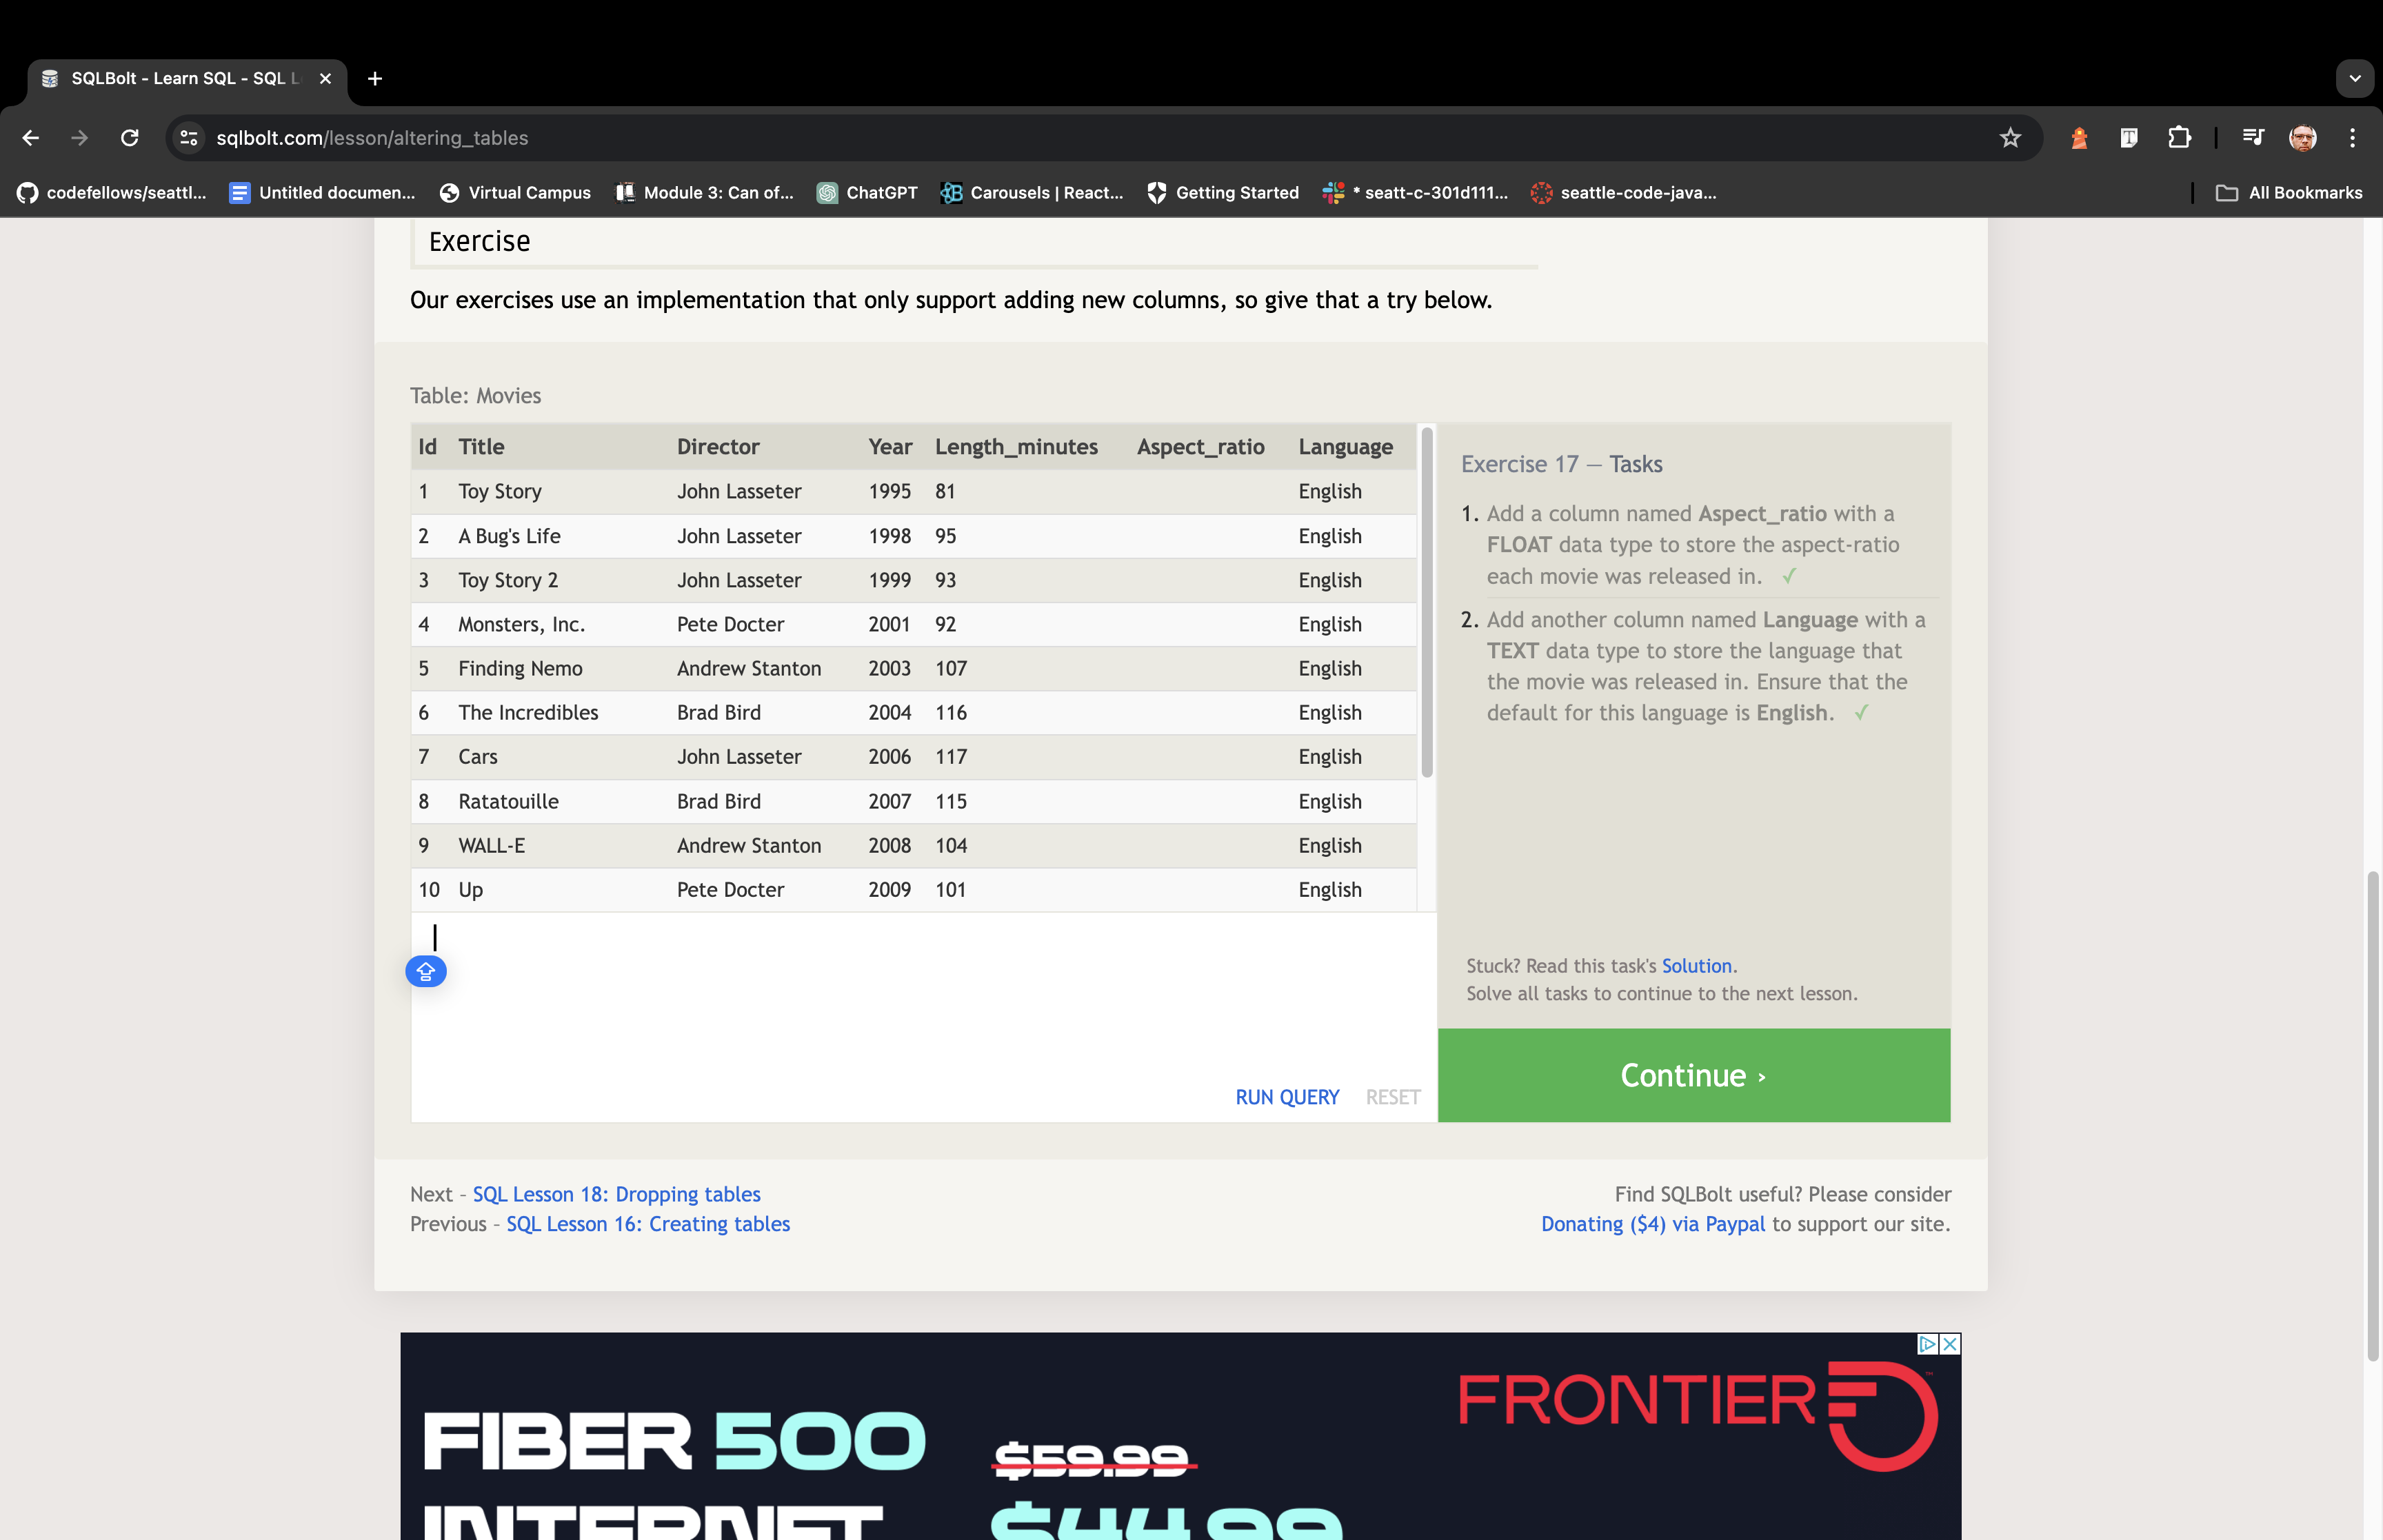 SQLBolt - Learn SQL - SQL L
sqlbolt.com/lesson/altering_tables
codefellows/seattl... Untitled documen... Virtual Campus Module 3: Can of... ChatGPT Carousels | React... Getting Started * seatt-c-301d111... seattle-code-java... All Bookmarks
Exercise
Our exercises use an implementation that only support adding new columns, so give that a try below.
Table: Movies
Id Title Director Year Length_minutes Aspect_ratio Language
1 Toy Story John Lasseter 1995 81 English
2 A Bug's Life John Lasseter 1998 95 English
3 Toy Story 2 John Lasseter 1999 93 English
4 Monsters, Inc. Pete Docter 2001 92 English
5 Finding Nemo Andrew Stanton 2003 107 English
6 The Incredibles Brad Bird 2004 116 English
7 Cars John Lasseter 2006 117 English
8 Ratatouille Brad Bird 2007 115 English
9 WALL-E Andrew Stanton 2008 104 English
10 Up Pete Docter 2009 101 English
RUN QUERY RESET
Exercise 17 — Tasks
1. Add a column named Aspect_ratio with a
FLOAT data type to store the aspect-ratio
each movie was released in. ✓
2. Add another column named Language with a
TEXT data type to store the language that
the movie was released in. Ensure that the
default for this language is English. ✓
Stuck? Read this task's Solution.
Solve all tasks to continue to the next lesson.
Continue ›
Next – SQL Lesson 18: Dropping tables
Previous – SQL Lesson 16: Creating tables
Find SQLBolt useful? Please consider
Donating ($4) via Paypal to support our site.
FIBER 500
INTERNET
$59.99
$44.99
FRONTIER